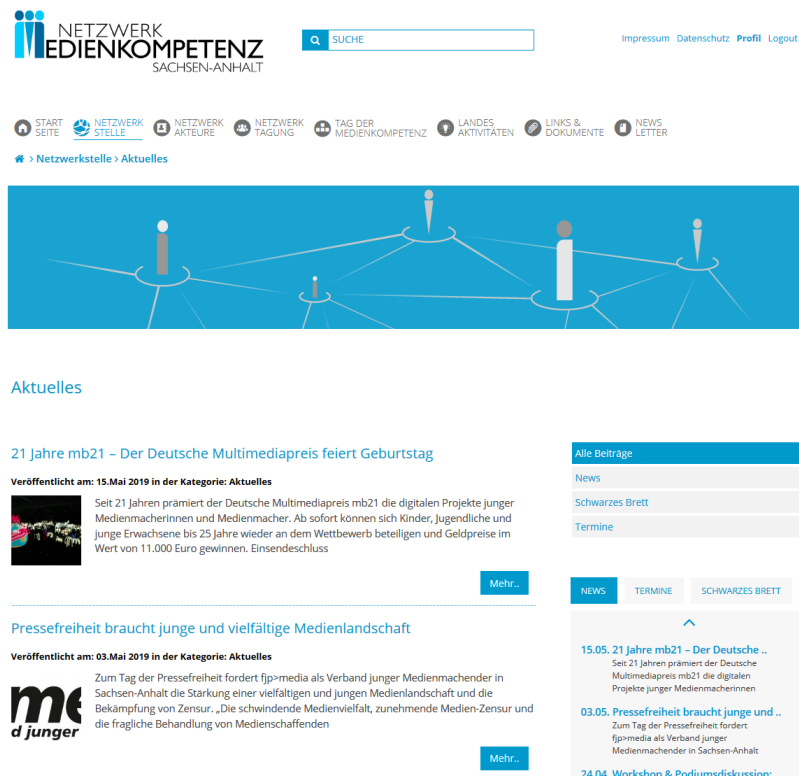 NETZWERK
MEDIENKOMPETENZ
SACHSEN-ANHALT
SUCHE
Impressum Datenschutz Profil Logout
START
SEITE
NETZWERK
STELLE
NETZWERK
AKTEURE
NETZWERK
TAGUNG
TAG DER
MEDIENKOMPETENZ
LANDES
AKTIVITÄTEN
LINKS &
DOKUMENTE
NEWS
LETTER
> Netzwerkstelle > Aktuelles
Aktuelles
21 Jahre mb21 – Der Deutsche Multimediapreis feiert Geburtstag
Veröffentlicht am: 15.Mai 2019 in der Kategorie: Aktuelles
Seit 21 Jahren prämiert der Deutsche Multimediapreis mb21 die digitalen Projekte junger
Medienmacherinnen und Medienmacher. Ab sofort können sich Kinder, Jugendliche und
junge Erwachsene bis 25 Jahre wieder an dem Wettbewerb beteiligen und Geldpreise im
Wert von 11.000 Euro gewinnen. Einsendeschluss
Mehr..
Pressefreiheit braucht junge und vielfältige Medienlandschaft
Veröffentlicht am: 03.Mai 2019 in der Kategorie: Aktuelles
me
d junger
Zum Tag der Pressefreiheit fordert fjp>media als Verband junger Medienmachender in
Sachsen-Anhalt die Stärkung einer vielfältigen und jungen Medienlandschaft und die
Bekämpfung von Zensur. „Die schwindende Medienvielfalt, zunehmende Medien-Zensur und
die fragliche Behandlung von Medienschaffenden
Mehr..
Alle Beiträge
News
Schwarzes Brett
Termine
NEWS TERMINE SCHWARZES BRETT
15.05. 21 Jahre mb21 – Der Deutsche ..
Seit 21 Jahren prämiert der Deutsche
Multimediapreis mb21 die digitalen
Projekte junger Medienmacherinnen
03.05. Pressefreiheit braucht junge und ..
Zum Tag der Pressefreiheit fordert
fjp>media als Verband junger
Medienmachender in Sachsen-Anhalt
24.04. Workshop & Podiumsdiskussion: